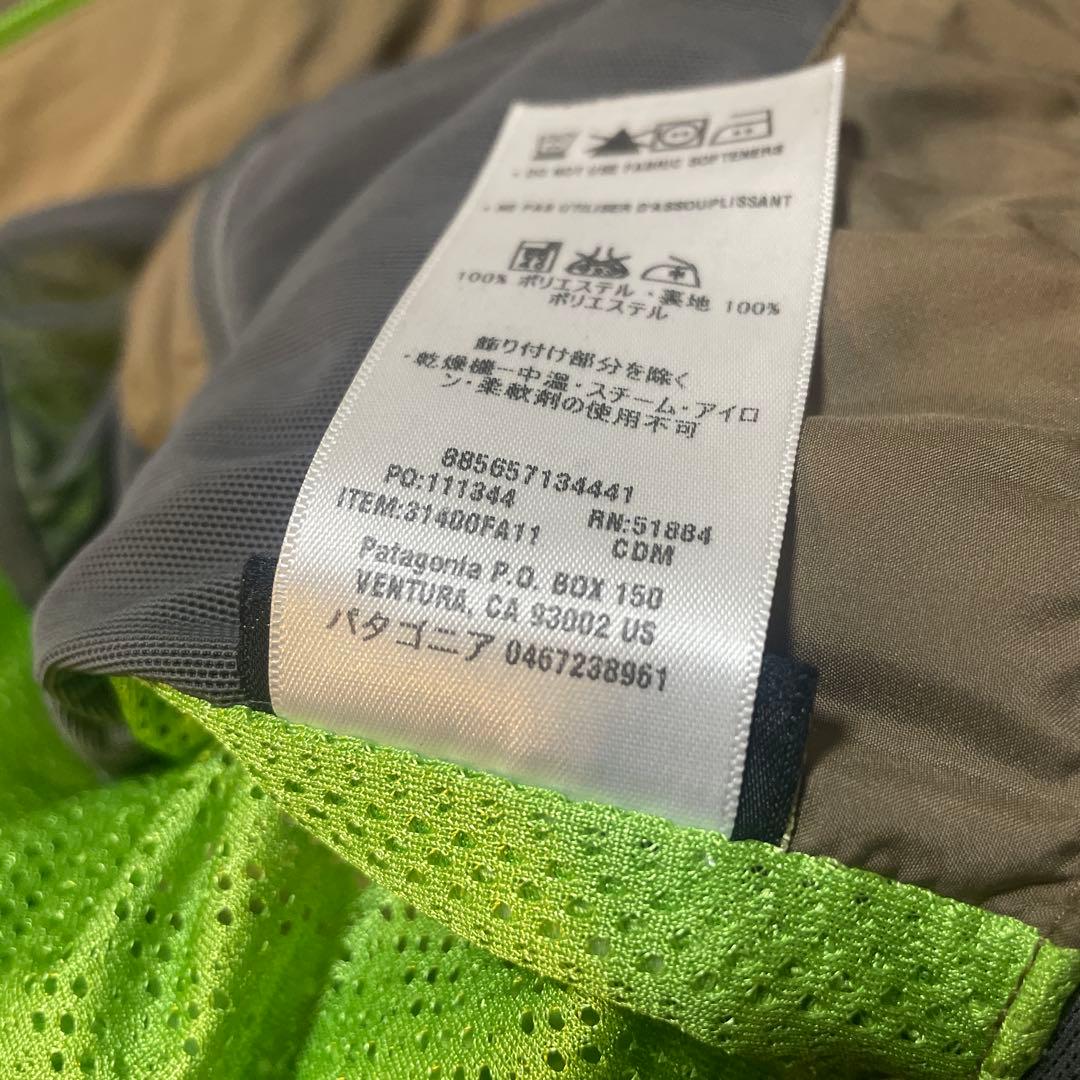 • DO NOT USE FABRIC SOFTENERS
• NE PAS UTILISER D'ASSOUPLISSANT
100% ポリエステル・裏地 100%
ポリエステル
飾り付け部分を除く
・乾燥機ー中温・スチーム・アイロ
ン・柔軟剤の使用不可
885657134441
PO:111344 RN:51884
ITEM:31400FA11 CDM
Patagonia P.O. BOX 150
VENTURA, CA 93002 US
パタゴニア 0467238961